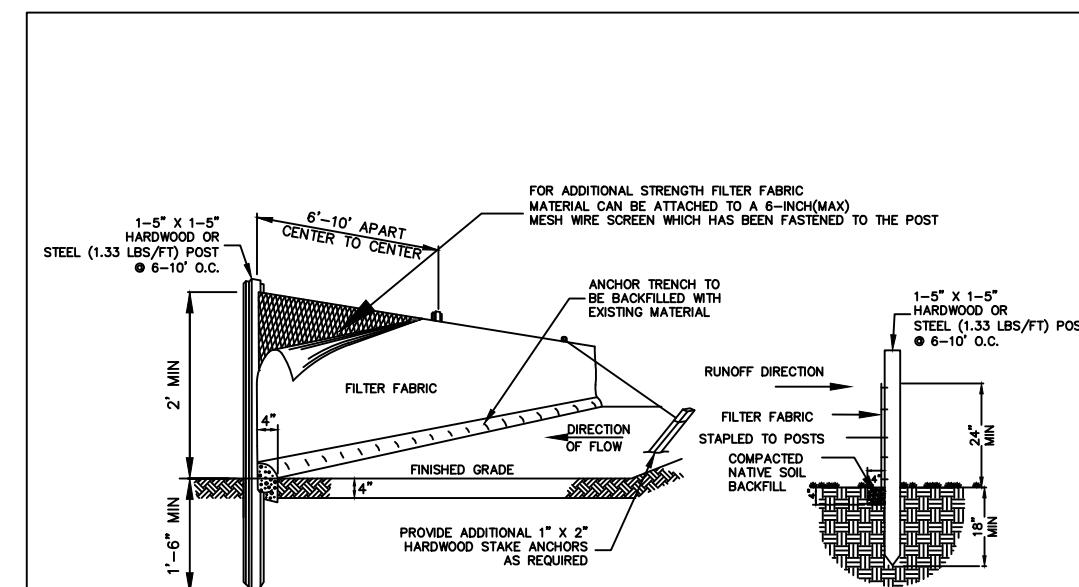 FOR ADDITIONAL STRENGTH FILTER FABRIC
MATERIAL CAN BE ATTACHED TO A 6-INCH(MAX)
MESH WIRE SCREEN WHICH HAS BEEN FASTENED TO THE POST
1-5" X 1-5"
HARDWOOD OR
STEEL (1.33 LBS/FT) POST
@ 6-10' O.C.
6'-10' APART
CENTER TO CENTER
ANCHOR TRENCH TO
BE BACKFILLED WITH
EXISTING MATERIAL
2' MIN
FILTER FABRIC
4"
DIRECTION
OF FLOW
FINISHED GRADE
4"
1'-6" MIN
PROVIDE ADDITIONAL 1" X 2"
HARDWOOD STAKE ANCHORS
AS REQUIRED
1-5" X 1-5"
HARDWOOD OR
STEEL (1.33 LBS/FT) POS
@ 6-10' O.C.
RUNOFF DIRECTION
FILTER FABRIC
STAPLED TO POSTS
COMPACTED
NATIVE SOIL
BACKFILL
24"
MIN
4"
4"
18"
MIN